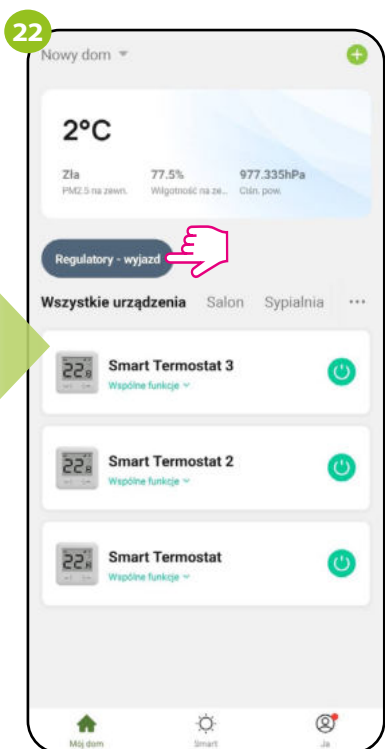 22
Nowy dom
2°C
Zła 77.5% 977.335hPa
PM2.5 na zewn. Wilgotność na ze... Ciśn. pow.
Regulatory - wyjazd
Wszystkie urządzenia Salon Sypialnia ...
Smart Termostat 3
Wspólne funkcje
Smart Termostat 2
Wspólne funkcje
Smart Termostat
Wspólne funkcje
Mój dom Smart Ja